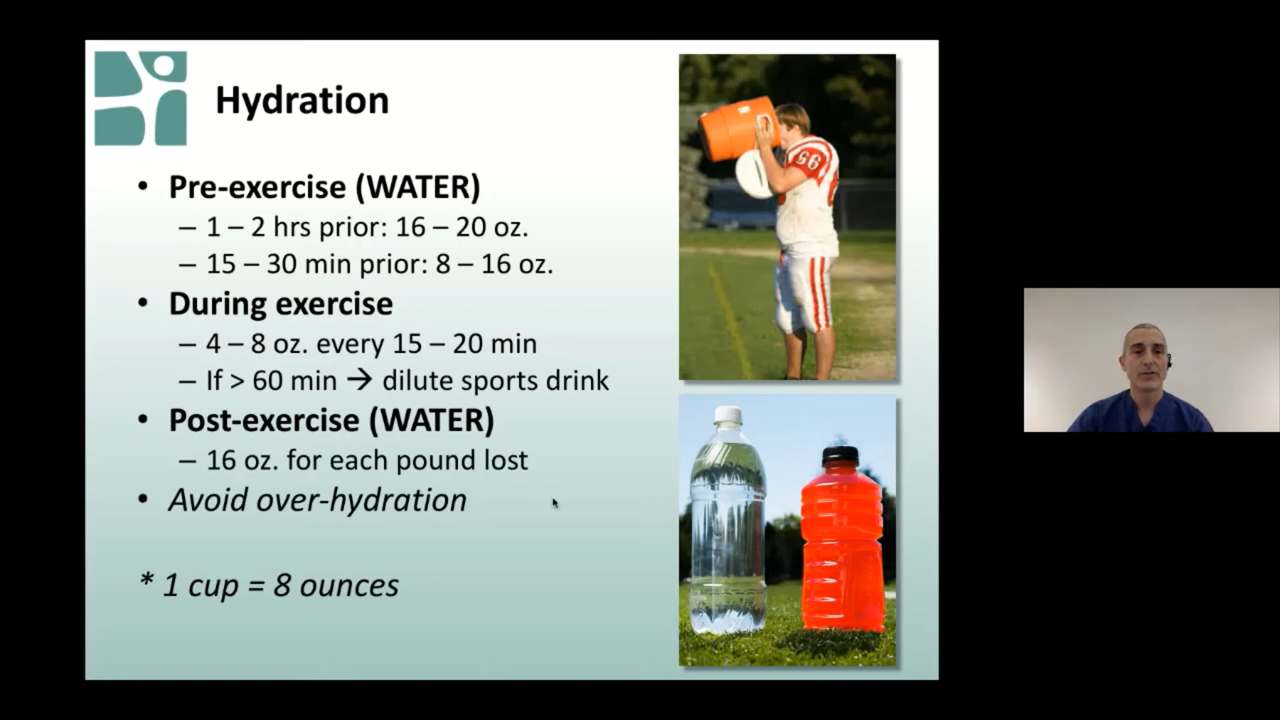 Hydration
• Pre-exercise (WATER)
– 1 – 2 hrs prior: 16 – 20 oz.
– 15 – 30 min prior: 8 – 16 oz.
• During exercise
– 4 – 8 oz. every 15 – 20 min
– If > 60 min → dilute sports drink
• Post-exercise (WATER)
– 16 oz. for each pound lost
• Avoid over-hydration
* 1 cup = 8 ounces
66